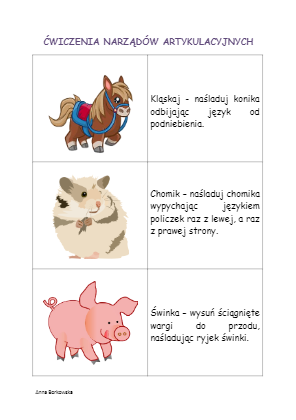 ĆWICZENIA NARZĄDÓW ARTYKULACYJNYCH
Kląskaj – naśladuj konika
odbijając język od
podniebienia.
Chomik – naśladuj chomika
wypychając językiem
policzek raz z lewej, a raz
z prawej strony.
Świnka – wysuń ściągnięte
wargi do przodu,
naśladując ryjek świnki.
Anna Borkowska